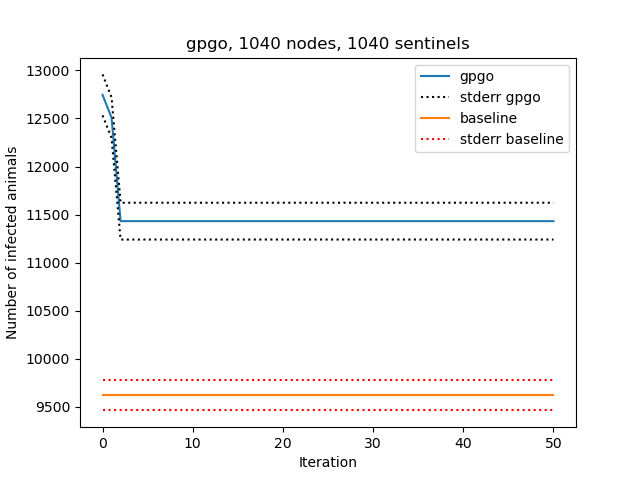 gpgo, 1040 nodes, 1040 sentinels
13000
12500
12000
11500
11000
10500
10000
9500
Number of infected animals
gpgo
stderr gpgo
baseline
stderr baseline
0
10
20
30
40
50
Iteration